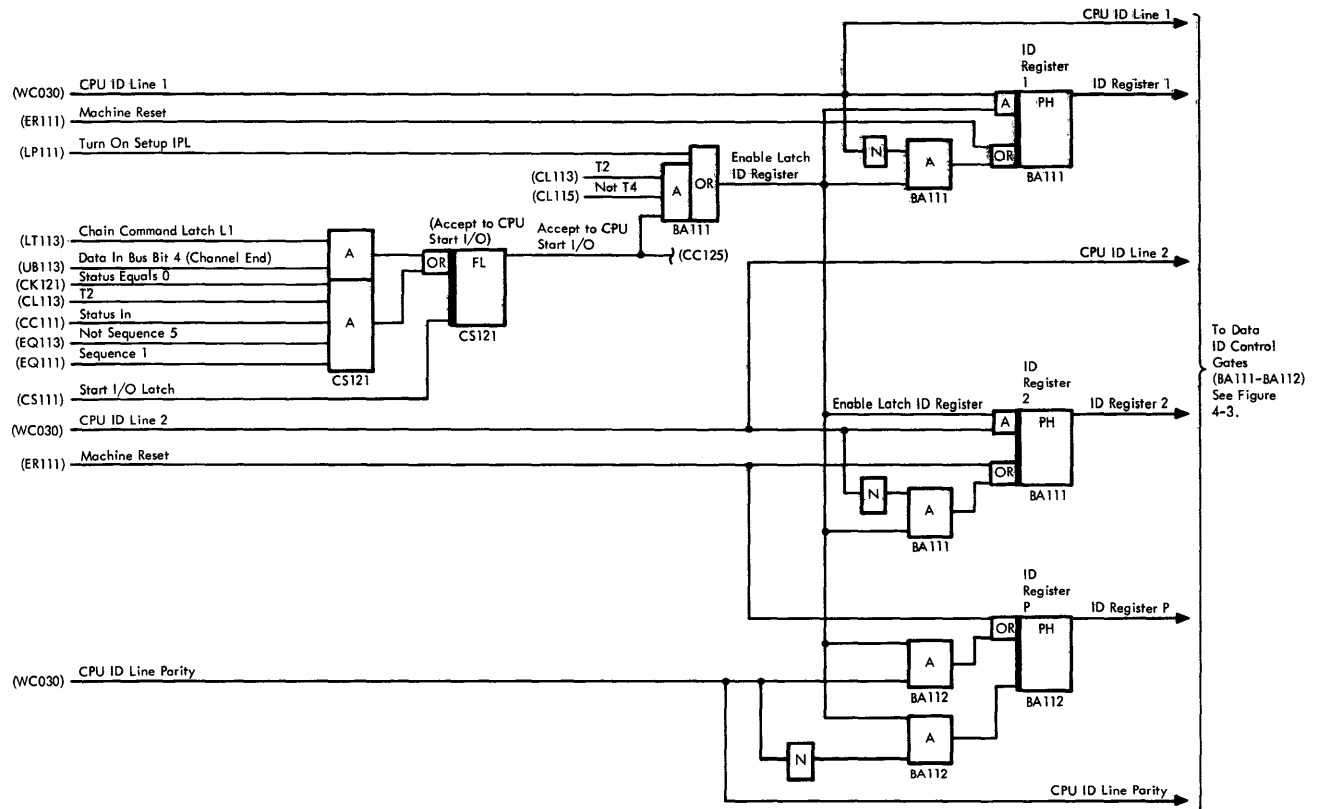 CPU ID Line 1
ID
Register
1
(WC030) CPU ID Line 1
A
PH
ID Register 1
(ER111) Machine Reset
(LP111) Turn On Setup IPL
N
A
OR
BA111
BA111
(CL113) T2
(CL115) Not T4
A
OR
BA111
Enable Latch
ID Register
(LT113) Chain Command Latch L1
(UB113) Data In Bus Bit 4 (Channel End)
(CK121) Status Equals 0
(CL113) T2
(CC111) Status In
(EQ113) Not Sequence 5
(EQ111) Sequence 1
A
A
CS121
(Accept to CPU
Start I/O)
OR
FL
CS121
Accept to CPU
Start I/O
(CC125)
(CS111) Start I/O Latch
CPU ID Line 2
To Data
ID Control
Gates
(BA111-BA112)
See Figure
4-3.
ID
Register
2
(WC030) CPU ID Line 2
Enable Latch ID Register
A
PH
ID Register 2
(ER111) Machine Reset
OR
BA111
N
A
BA111
ID
Register
P
OR
PH
ID Register P
BA112
A
BA112
(WC030) CPU ID Line Parity
A
BA112
N
CPU ID Line Parity